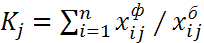 K_j = ∑_{i=1}^{n} x_{ij}^{ф} / x_{ij}^{б}